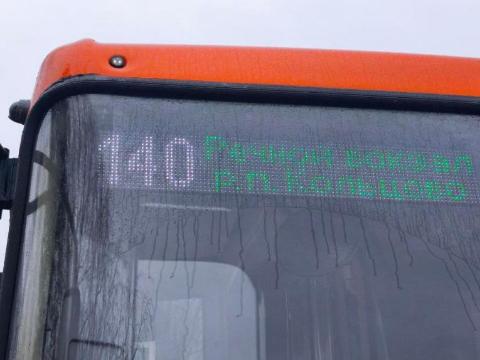 140
Речной вокзал
р.п. Кольцово